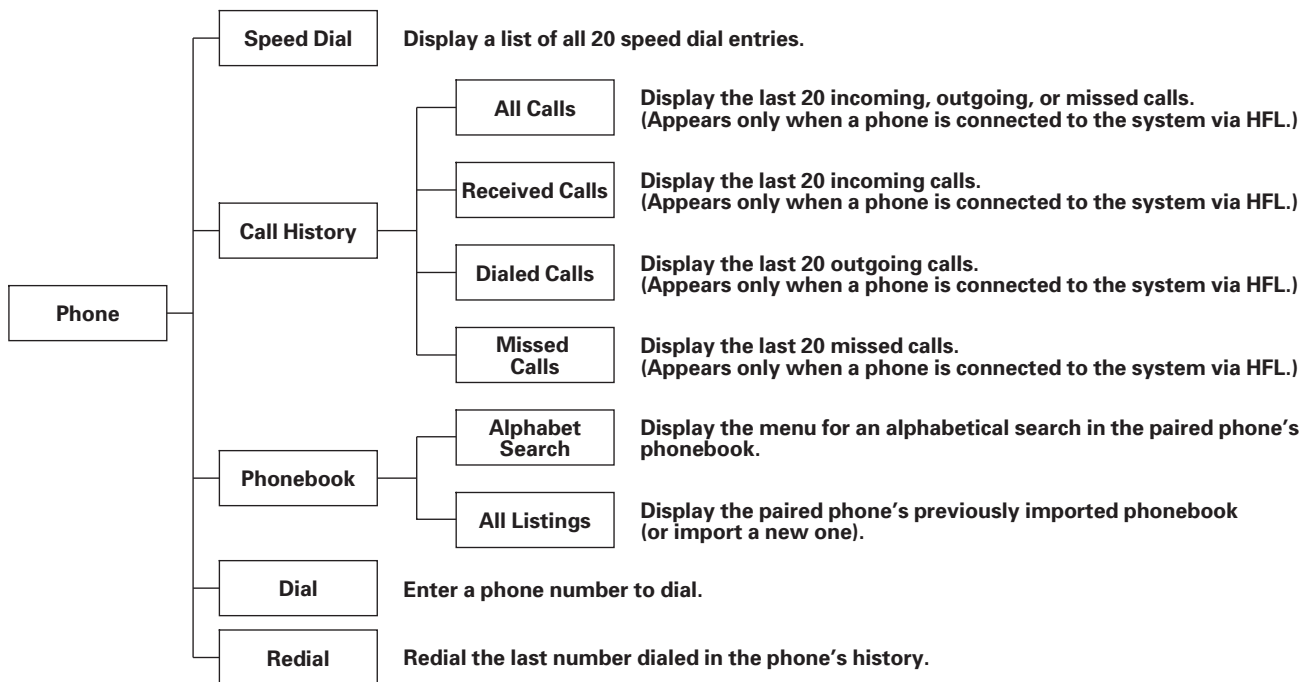 Speed Dial
Display a list of all 20 speed dial entries.
All Calls
Display the last 20 incoming, outgoing, or missed calls.
(Appears only when a phone is connected to the system via HFL.)
Received Calls
Display the last 20 incoming calls.
(Appears only when a phone is connected to the system via HFL.)
Call History
Dialed Calls
Display the last 20 outgoing calls.
(Appears only when a phone is connected to the system via HFL.)
Phone
Missed
Calls
Display the last 20 missed calls.
(Appears only when a phone is connected to the system via HFL.)
Alphabet
Search
Display the menu for an alphabetical search in the paired phone's
phonebook.
Phonebook
All Listings
Display the paired phone's previously imported phonebook
(or import a new one).
Dial
Enter a phone number to dial.
Redial
Redial the last number dialed in the phone's history.